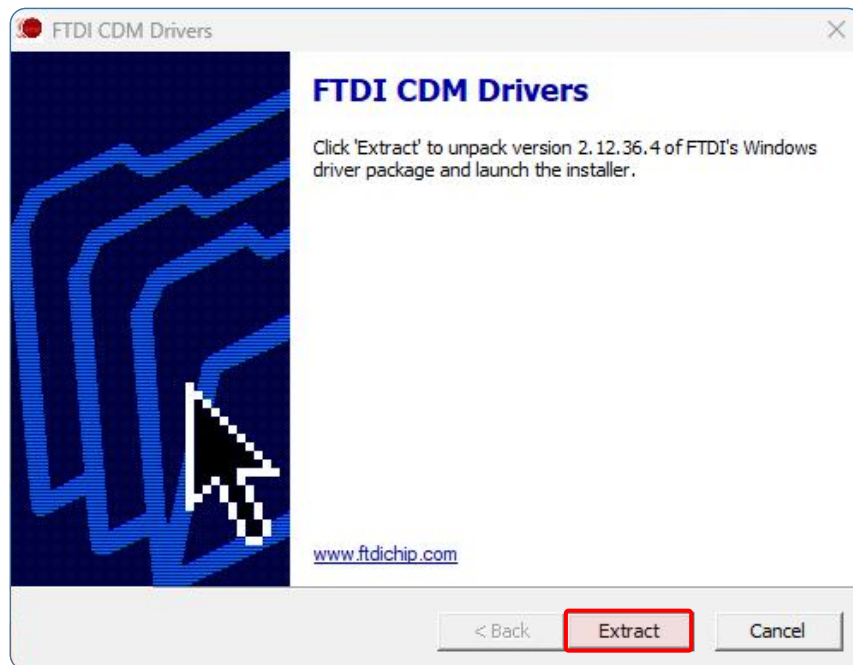 FTDI CDM Drivers
FTDI CDM Drivers
Click 'Extract' to unpack version 2.12.36.4 of FTDI's Windows
driver package and launch the installer.
www.ftdichip.com
< Back
Extract
Cancel